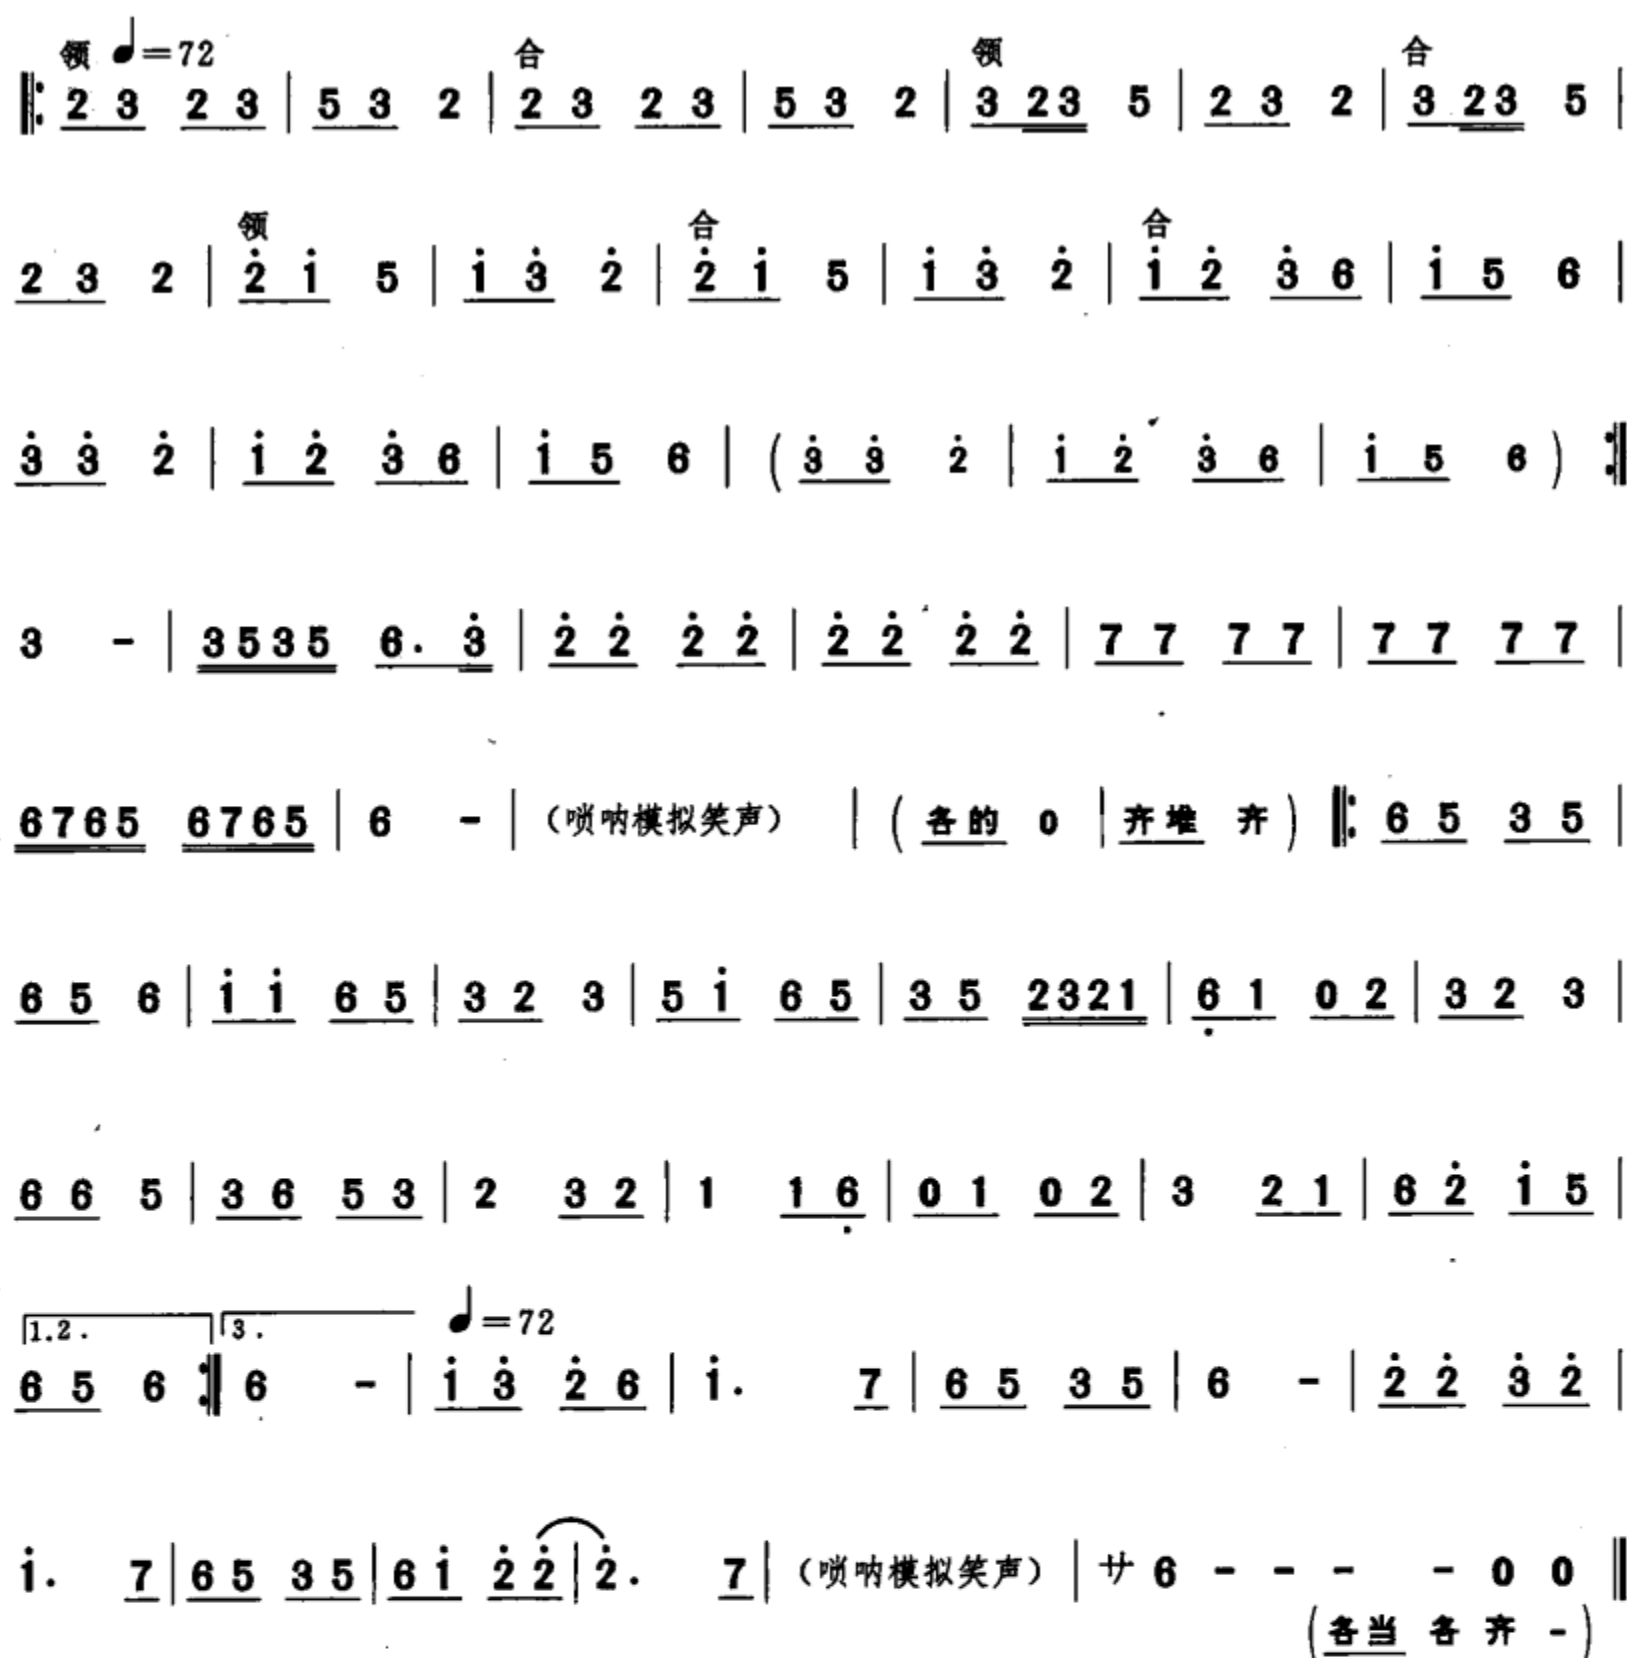 领 ♩=72 合 领 合
‖: 2 3 2 3 | 5 3 2 | 2 3 2 3 | 5 3 2 | 3 23 5 | 2 3 2 | 3 23 5 |
领 合 合
2 3 2 | 2̇ 1̇ 5 | 1̇ 3̇ 2̇ | 2̇ 1̇ 5 | 1̇ 3̇ 2̇ | 1̇ 2̇ 3̇ 6 | 1̇ 5 6 |
3̇ 3̇ 2̇ | 1̇ 2̇ 3̇ 6 | 1̇ 5 6 | ( 3̇ 3̇ 2̇ | 1̇ 2̇ 3̇ 6 | 1̇ 5 6 ) :‖
3 - | 3535 6. 3̇ | 2̇ 2̇ 2̇ 2̇ | 2̇ 2̇ 2̇ 2̇ | 7 7 7 7 | 7 7 7 7 |
6765 6765 | 6 - | (唢呐模拟笑声) | ( 各的 0 | 齐堆 齐 ) ‖: 6 5 3 5 |
6 5 6 | 1̇ 1̇ 6 5 | 3 2 3 | 5 1̇ 6 5 | 3 5 2321 | 6̣ 1 0 2 | 3 2 3 |
6 6 5 | 3 6 5 3 | 2 3 2 | 1 1 6̣ | 0 1 0 2 | 3 2 1 | 6 2̇ 1̇ 5 |
1.2. 3. ♩=72
6 5 6 :‖ 6 - | 1̇ 3̇ 2̇ 6 | 1̇. 7 | 6 5 3 5 | 6 - | 2̇ 2̇ 3̇ 2̇ |
1̇. 7 | 6 5 3 5 | 6 1̇ 2̇ 2̇ | 2̇. 7 | (唢呐模拟笑声) | サ 6 - - - - 0 0 ‖
( 各当 各 齐 - )